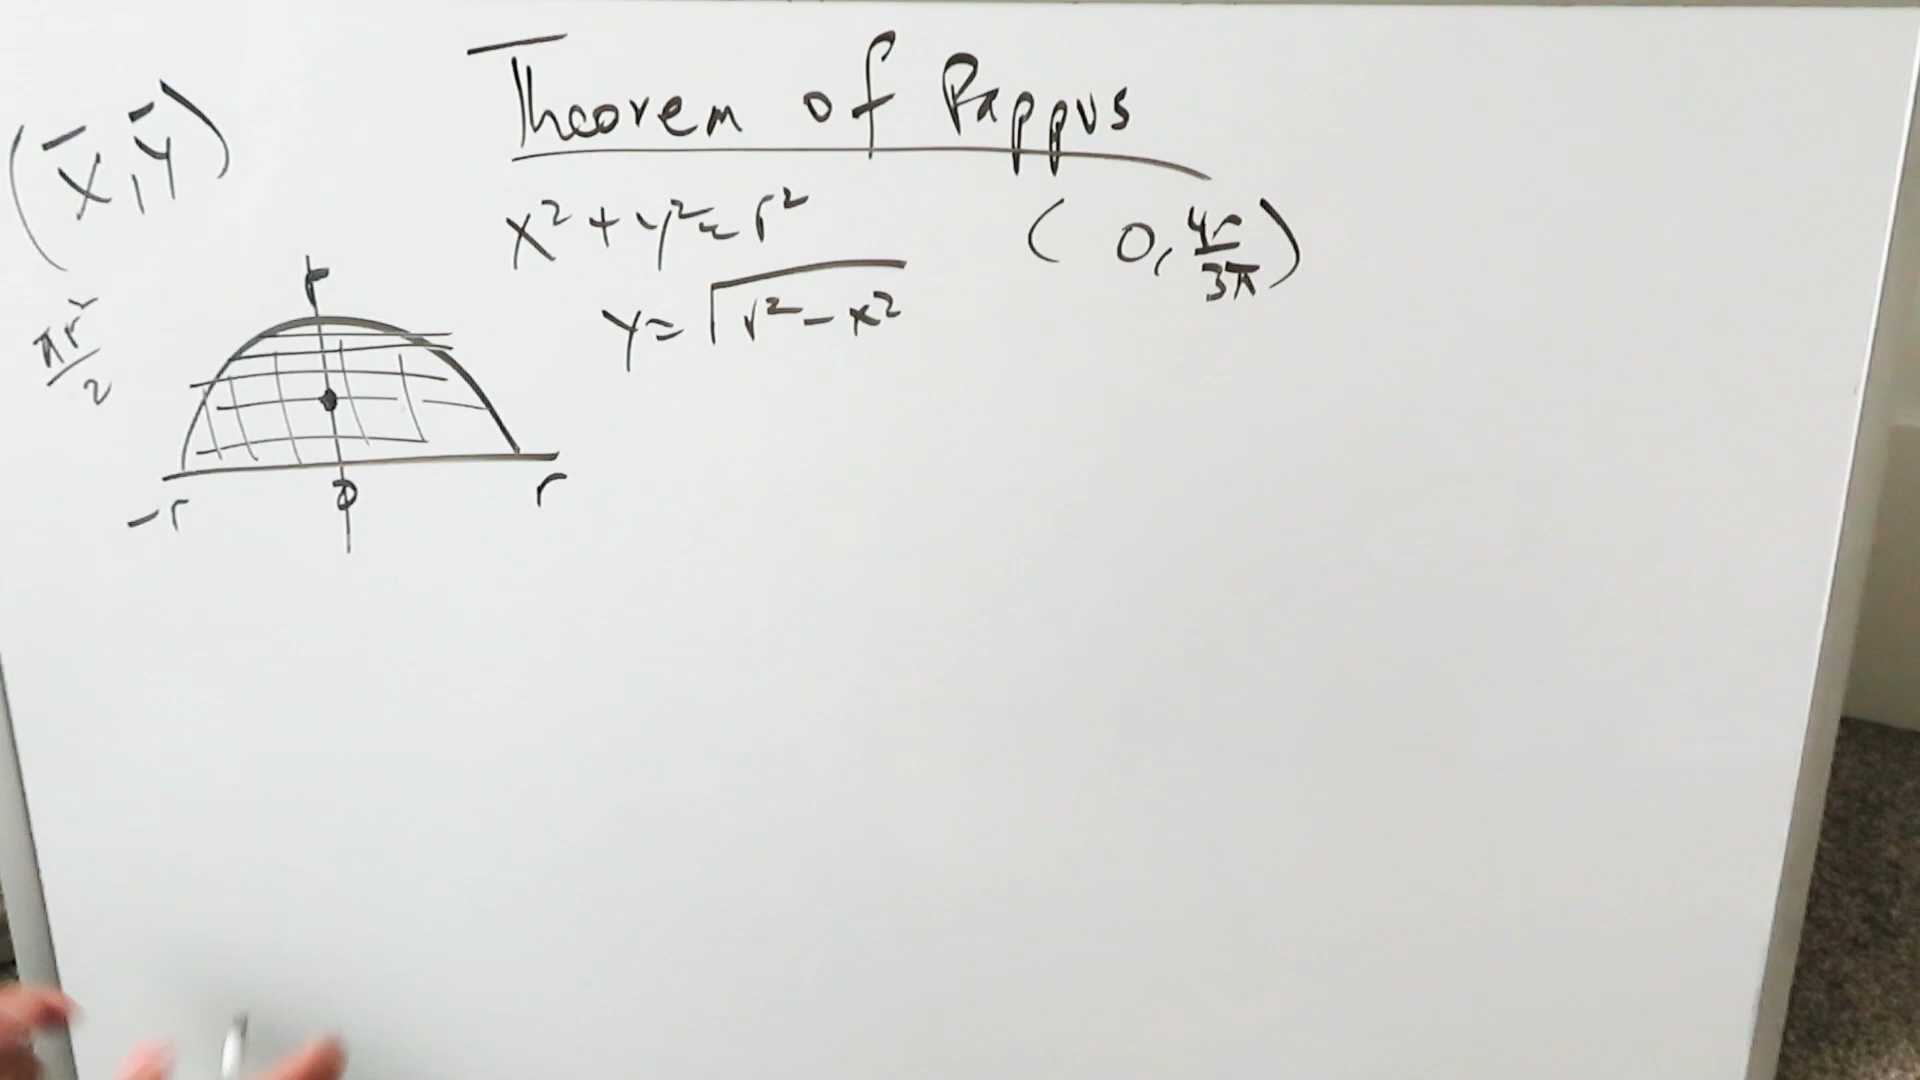 Theorem of Pappus
(x̄, ȳ)
x² + y² = r²
(0, 4r/3π)
y = √(r² - x²)
πr²/2
r
-r
0
r